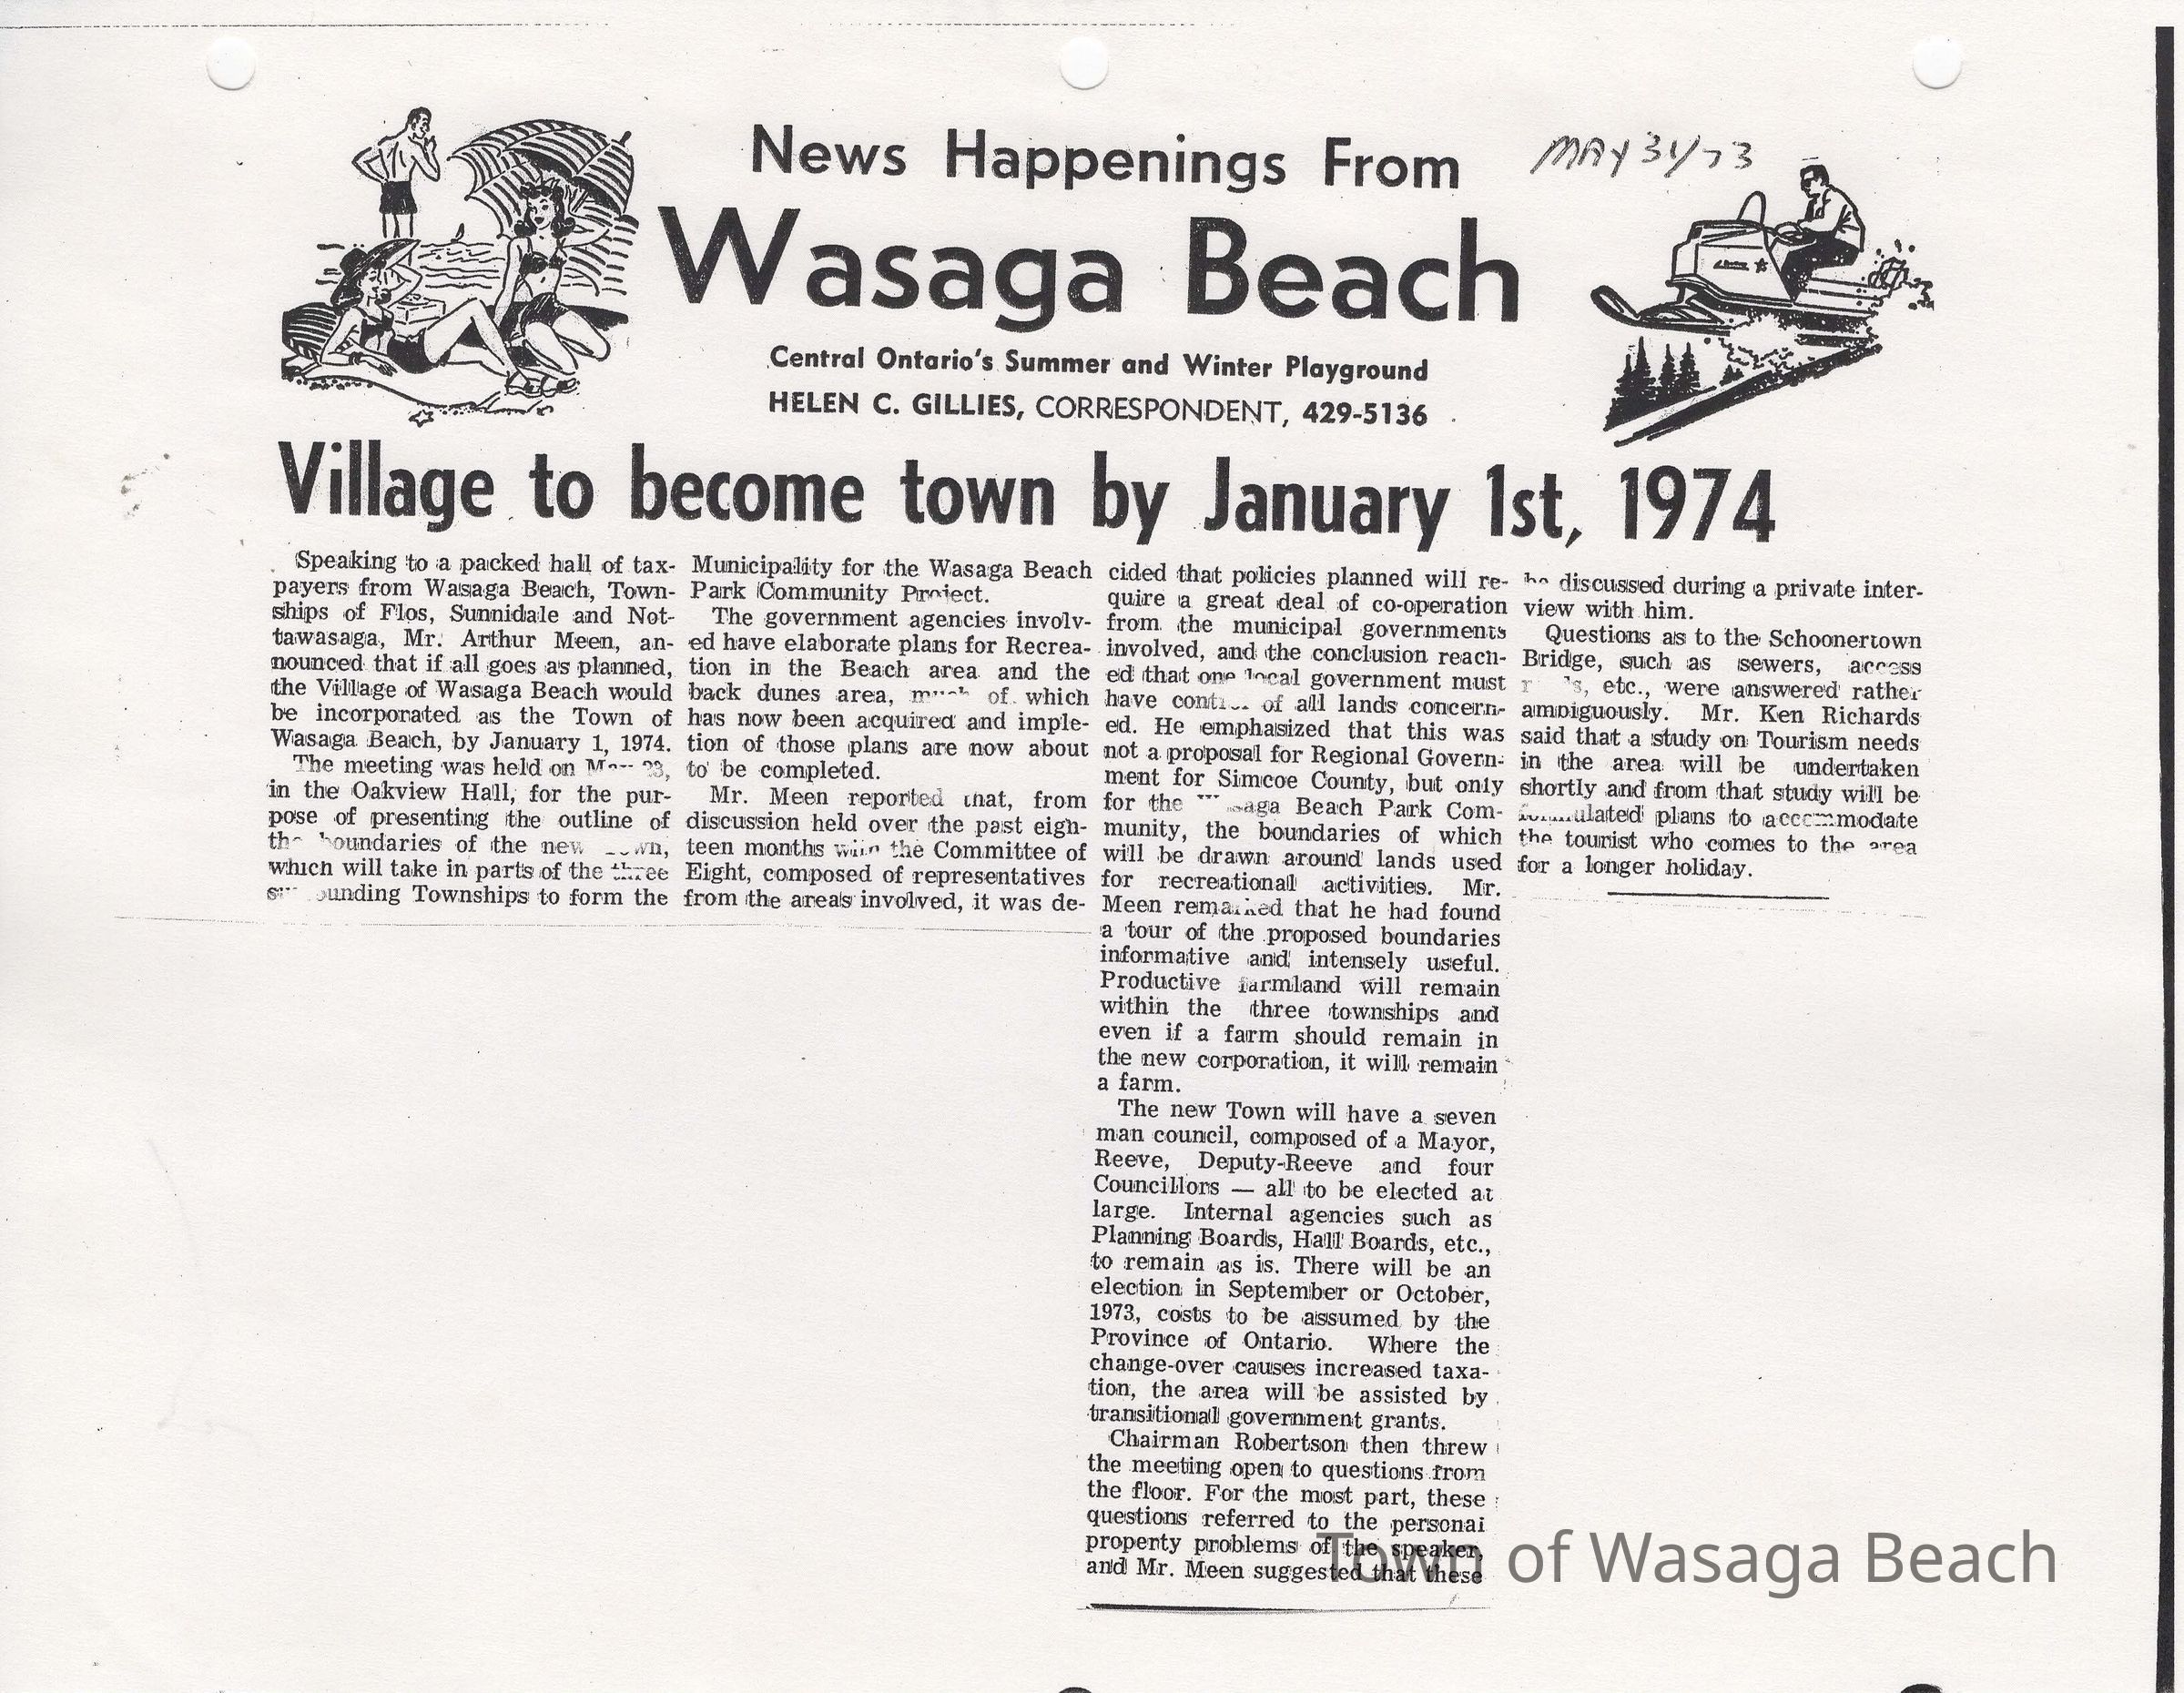 News Happenings From
MAY 31/73
Wasaga Beach
Central Ontario's Summer and Winter Playground
HELEN C. GILLIES, CORRESPONDENT, 429-5136
Village to become town by January 1st, 1974
Speaking to a packed hall of tax-
payers from Wasaga Beach, Town-
ships of Flos, Sunnidale and Not-
tawasaga, Mr. Arthur Meen, an-
nounced that if all goes as planned,
the Village of Wasaga Beach would
be incorporated as the Town of
Wasaga Beach, by January 1, 1974.
The meeting was held on
in the Oakview Hall, for the pur-
pose of presenting the outline of
the boundaries of the new
which will take in parts of the three
Townships to form the
Municipality for the Wasaga Beach
Park Community Project.
The government agencies involv-
ed have elaborate plans for Recrea-
tion in the Beach area and the
back dunes area, much of which
has now been acquired and imple-
tion of those plans are now about
to be completed.
Mr. Meen reported that, from
discussion held over the past eigh-
teen months with the Committee of
Eight, composed of representatives
from the areas involved, it was de-
cided that policies planned will re-
quire a great deal of co-operation
from the municipal governments
involved, and the conclusion reach-
ed that one local government must
have of all lands concern-
ed. He emphasized that this was
not a proposal for Regional Govern-
ment for Simcoe County, but only
for the Beach Park Com-
munity, the boundaries of which
will be drawn around lands used
for recreational activities. Mr.
Meen remarked that he had found
a tour of the proposed boundaries
informative and intensely useful.
Productive farmland will remain
within the three townships and
even if a farm should remain in
the new corporation, it will remain
a farm.
The new Town will have a seven
man council, composed of a Mayor,
Reeve, Deputy-Reeve and four
Councillors — all to be elected at
large. Internal agencies such as
Planning Boards, Hall Boards, etc.,
to remain as is. There will be an
election in September or October,
1973, costs to be assumed by the
Province of Ontario. Where the
change-over causes increased taxa-
tion, the area will be assisted by
transitional government grants.
Chairman Robertson then threw
the meeting open to questions from
the floor. For the most part, these
questions referred to the personal
property problems of the speaker,
and Mr. Meen suggested that these
be discussed during a private inter-
view with him.
Questions as to the Schoonertown
Bridge, such as sewers, access
etc., were answered rather
ambiguously. Mr. Ken Richards
said that a study on Tourism needs
in the area will be undertaken
shortly and from that study will be
plans to accommodate
the tourist who comes to the area
for a longer holiday.
Town of Wasaga Beach